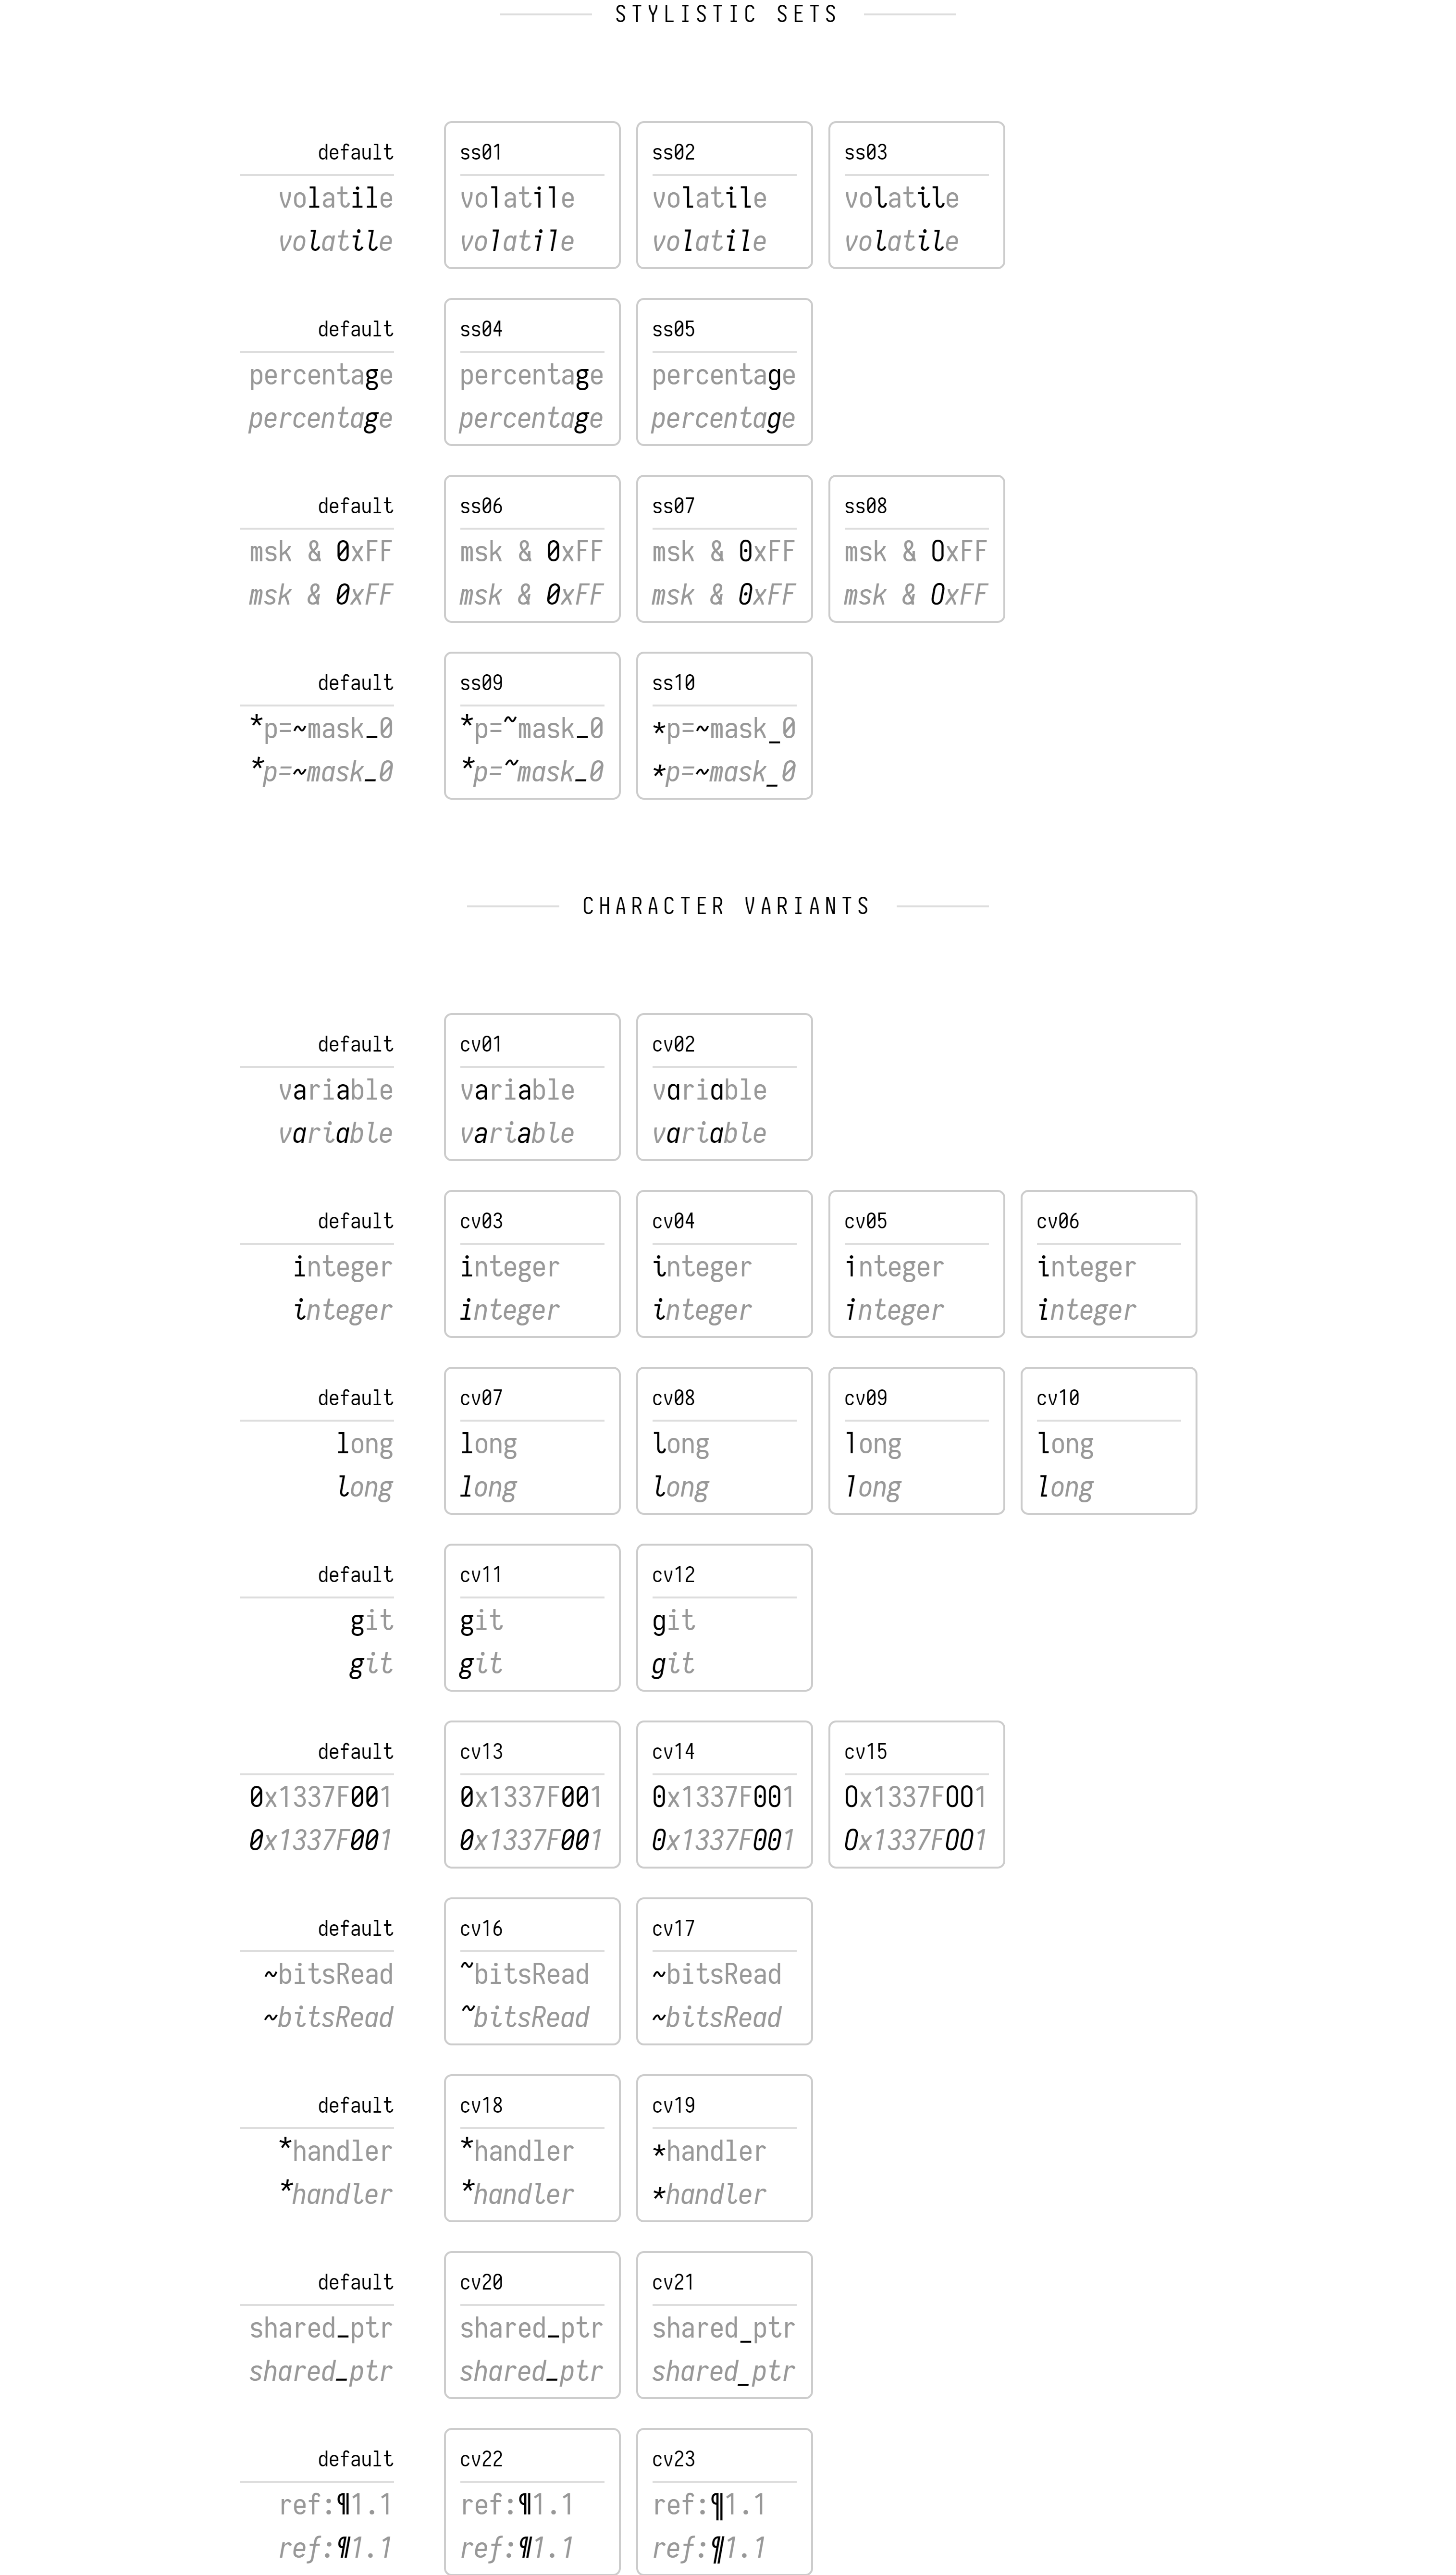 STYLISTIC SETS
default ss01 ss02 ss03
volatile volatile volatile volatile
volatile volatile volatile volatile
default ss04 ss05
percentage percentage percentage
percentage percentage percentage
default ss06 ss07 ss08
msk & 0xFF msk & 0xFF msk & 0xFF msk & 0xFF
msk & 0xFF msk & 0xFF msk & 0xFF msk & 0xFF
default ss09 ss10
*p=~mask_0 *p=~mask_0 *p=~mask_0
*p=~mask_0 *p=~mask_0 *p=~mask_0
CHARACTER VARIANTS
default cv01 cv02
variable variable variable
variable variable variable
default cv03 cv04 cv05 cv06
integer integer integer integer integer
integer integer integer integer integer
default cv07 cv08 cv09 cv10
long long long long long
long long long long long
default cv11 cv12
git git git
git git git
default cv13 cv14 cv15
0x1337F001 0x1337F001 0x1337F001 0x1337F001
0x1337F001 0x1337F001 0x1337F001 0x1337F001
default cv16 cv17
~bitsRead ~bitsRead ~bitsRead
~bitsRead ~bitsRead ~bitsRead
default cv18 cv19
*handler *handler *handler
*handler *handler *handler
default cv20 cv21
shared_ptr shared_ptr shared_ptr
shared_ptr shared_ptr shared_ptr
default cv22 cv23
ref:¶1.1 ref:¶1.1 ref:¶1.1
ref:¶1.1 ref:¶1.1 ref:¶1.1